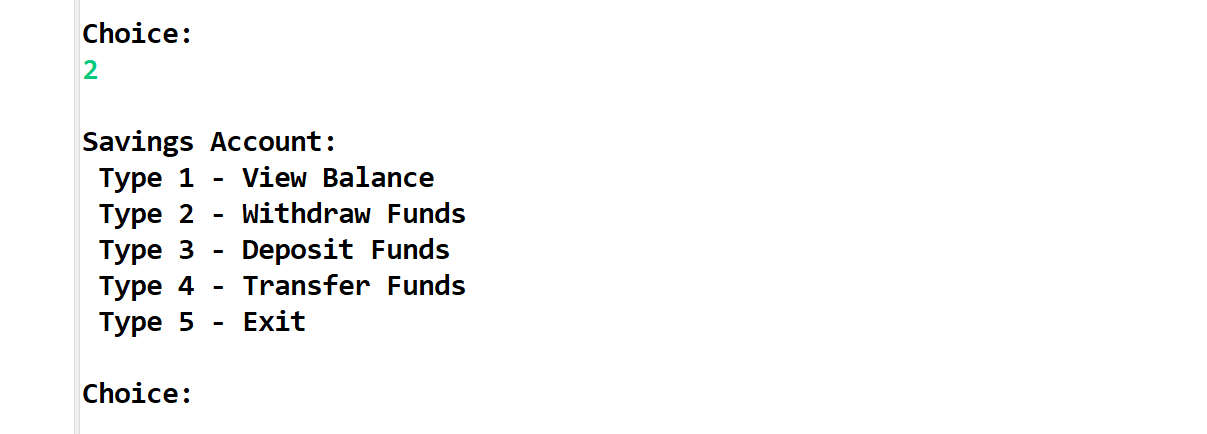 Choice:
2
Savings Account:
Type 1 - View Balance
Type 2 - Withdraw Funds
Type 3 - Deposit Funds
Type 4 - Transfer Funds
Type 5 - Exit
Choice: